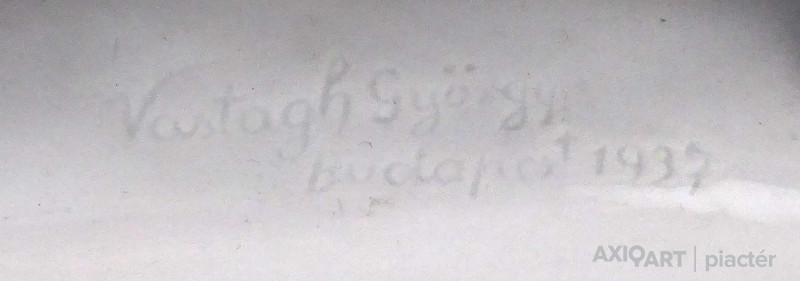 Vastagh György
Budapest 1937
AXIOART | piactér